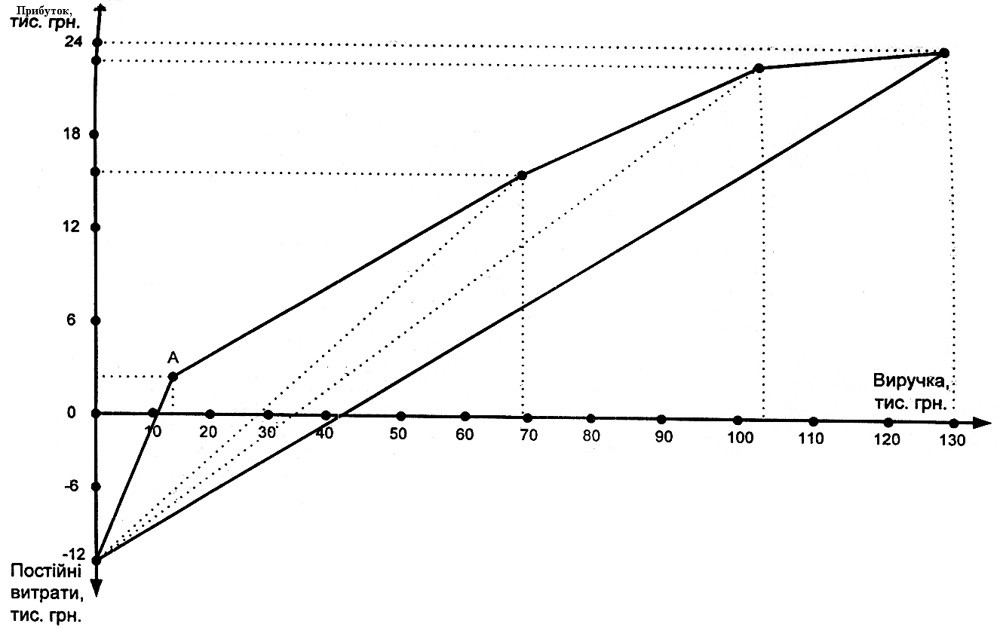 Прибуток,
тис. грн.
24
18
12
6
A
0
Виручка,
тис. грн.
10 20 30 40 50 60 70 80 90 100 110 120 130
-6
-12
Постійні
витрати,
тис. грн.